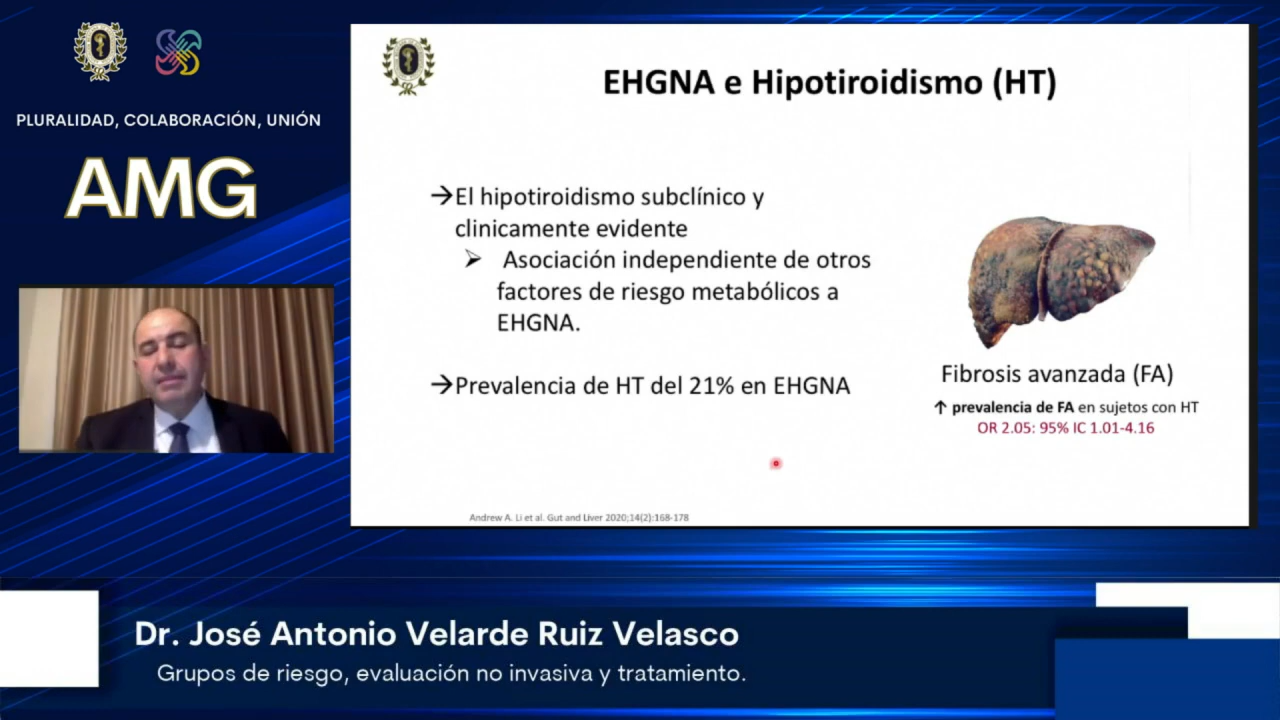 PLURALIDAD, COLABORACIÓN, UNIÓN
AMG
EHGNA e Hipotiroidismo (HT)
→El hipotiroidismo subclínico y
clinicamente evidente
➢ Asociación independiente de otros
factores de riesgo metabólicos a
EHGNA.
→Prevalencia de HT del 21% en EHGNA
Fibrosis avanzada (FA)
↑ prevalencia de FA en sujetos con HT
OR 2.05: 95% IC 1.01-4.16
Andrew A. Li et al. Gut and Liver 2020;14(2):168-178
Dr. José Antonio Velarde Ruiz Velasco
Grupos de riesgo, evaluación no invasiva y tratamiento.